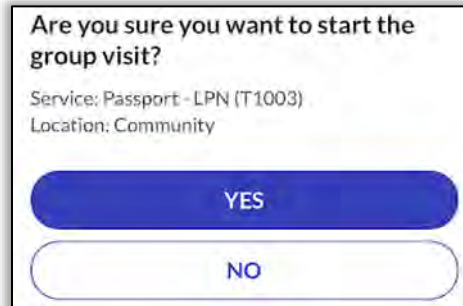 Are you sure you want to start the
group visit?
Service: Passport - LPN (T1003)
Location: Community
YES
NO